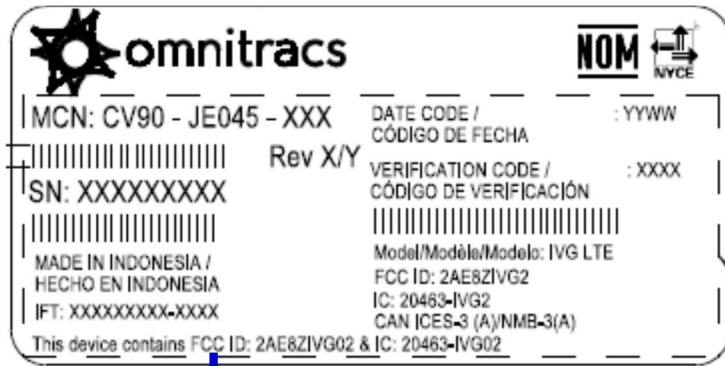 omnitracs
NOM
NYCE
MCN: CV90 - JE045 - XXX
Rev X/Y
SN: XXXXXXXXX
MADE IN INDONESIA /
HECHO EN INDONESIA
IFT: XXXXXXXXX-XXXX
DATE CODE / : YYWW
CÓDIGO DE FECHA
VERIFICATION CODE / : XXXX
CÓDIGO DE VERIFICACIÓN
Model/Modèle/Modelo: IVG LTE
FCC ID: 2AE8ZIVG2
IC: 20463-IVG2
CAN ICES-3 (A)/NMB-3(A)
This device contains FCC ID: 2AE8ZIVG02 & IC: 20463-IVG02